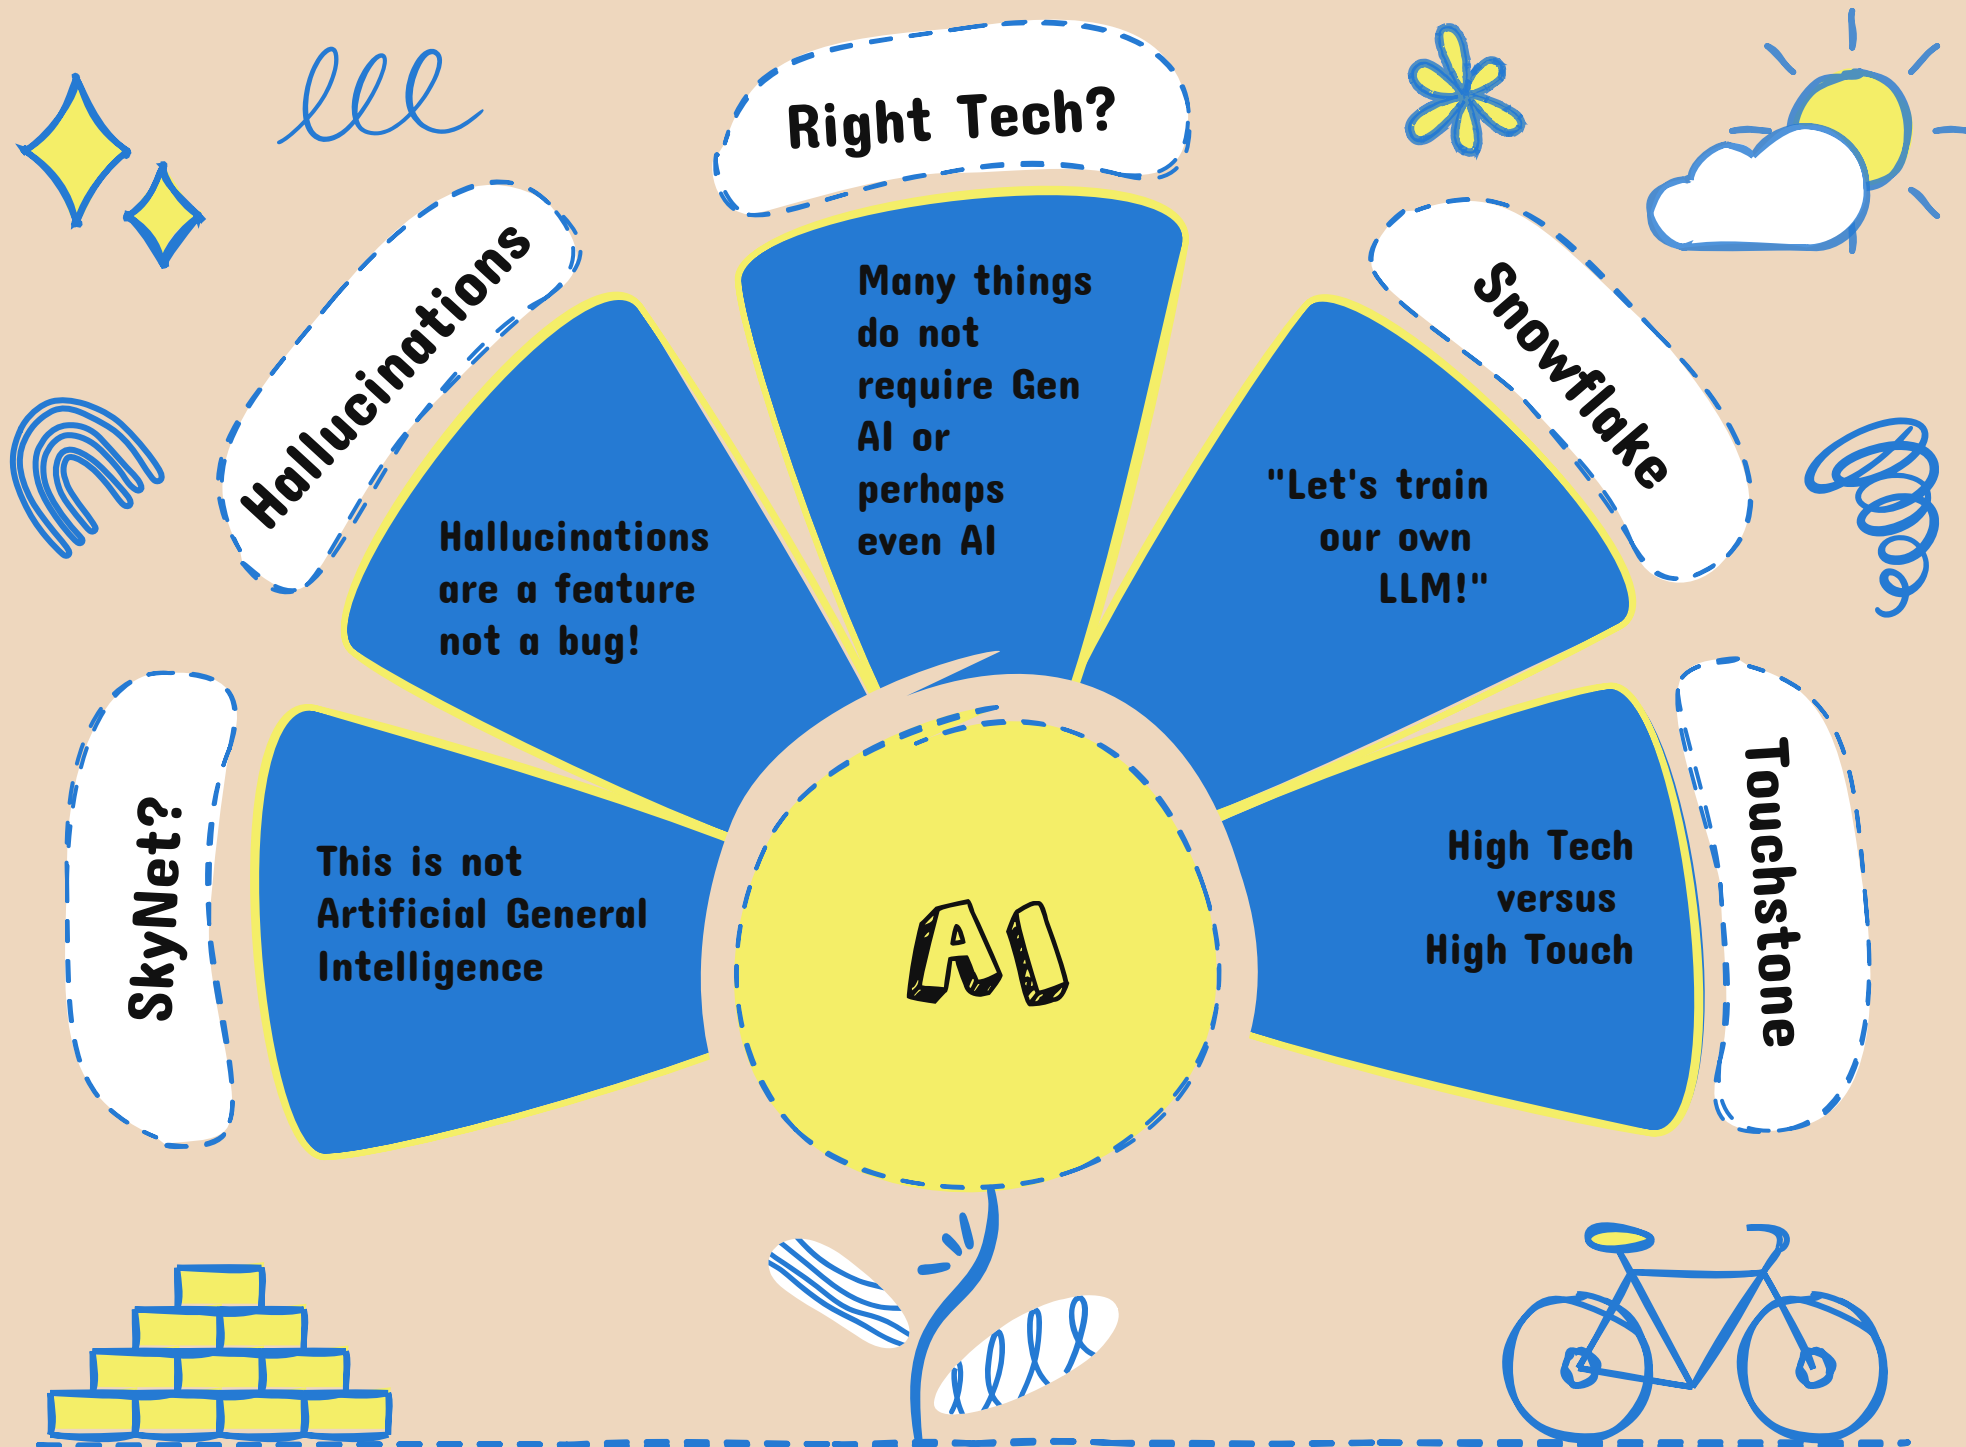 SkyNet?
This is not
Artificial General
Intelligence
Hallucinations
Hallucinations
are a feature
not a bug!
Right Tech?
Many things
do not
require Gen
AI or
perhaps
even AI
Snowflake
"Let's train
our own
LLM!"
Touchstone
High Tech
versus
High Touch
AI